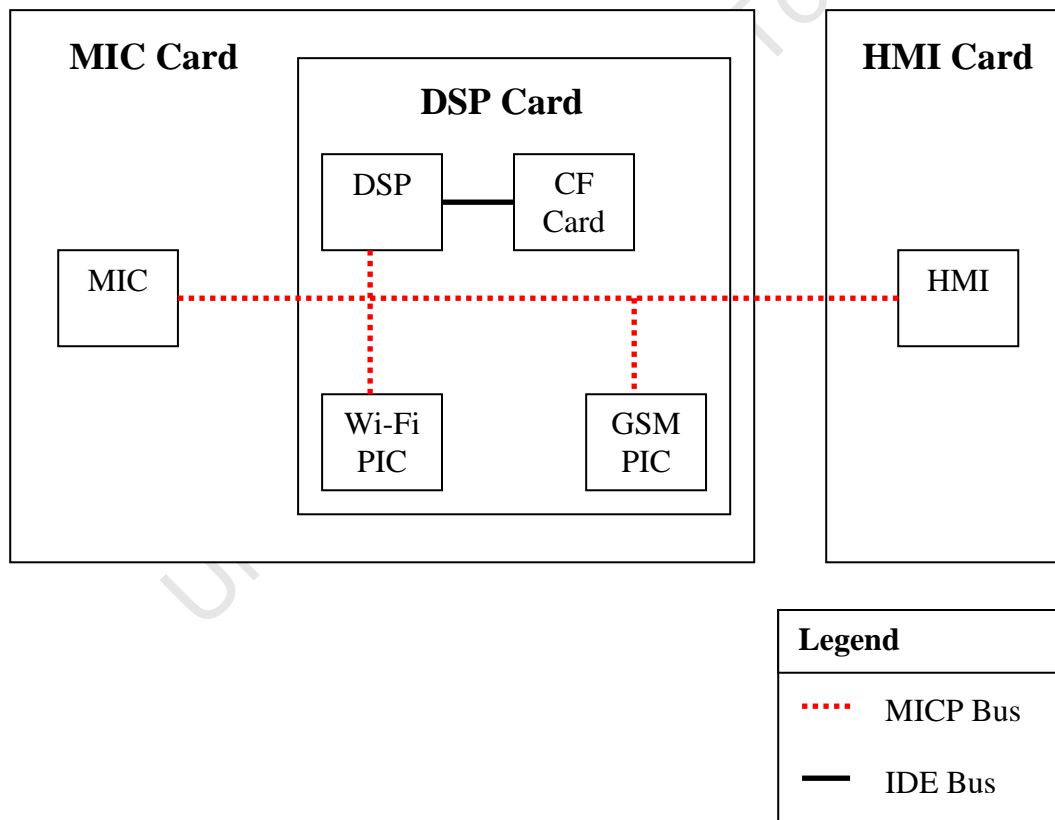 MIC Card
HMI Card
DSP Card
DSP
CF
Card
MIC
HMI
Wi-Fi
PIC
GSM
PIC
Legend
MICP Bus
IDE Bus